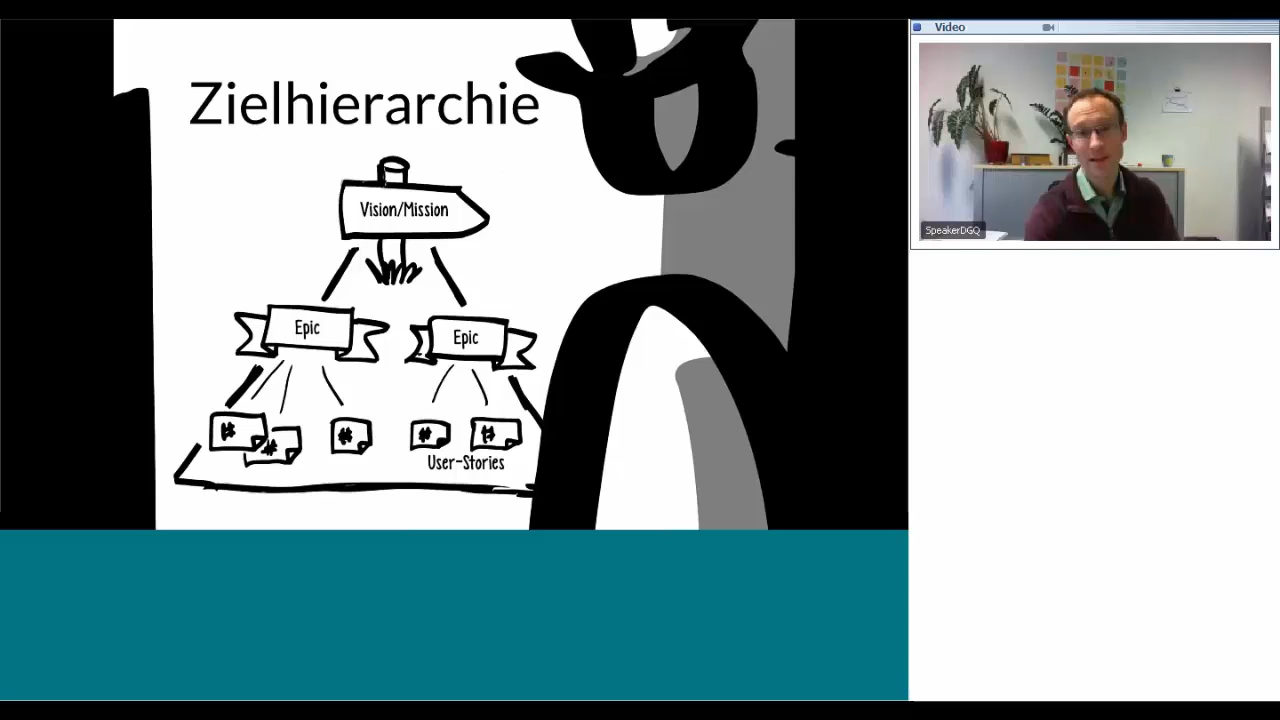 Video
Zielhierarchie
Vision/Mission
Epic
Epic
# # # # #
User-Stories
SpeakerDGQ